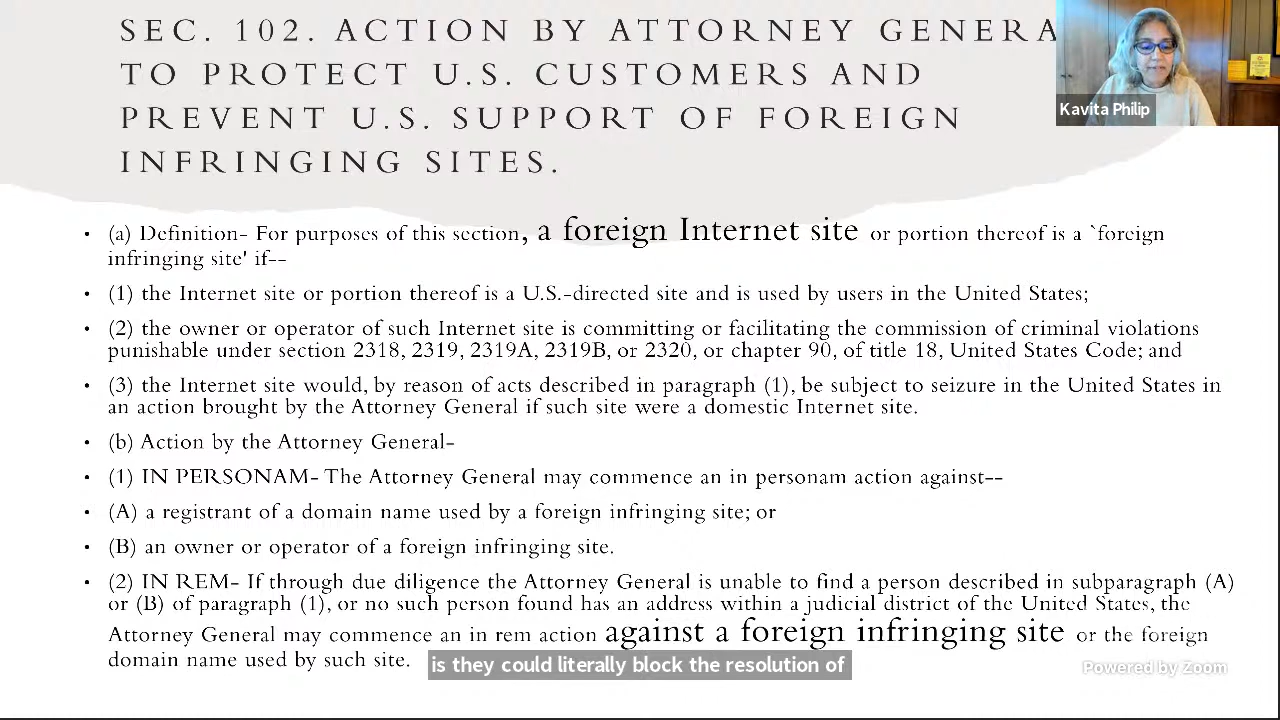 SEC. 102. ACTION BY ATTORNEY GENERA
TO PROTECT U.S. CUSTOMERS AND
PREVENT U.S. SUPPORT OF FOREIGN
INFRINGING SITES.
Kavita Philip
• (a) Definition- For purposes of this section, a foreign Internet site or portion thereof is a `foreign
infringing site' if--
• (1) the Internet site or portion thereof is a U.S.-directed site and is used by users in the United States;
• (2) the owner or operator of such Internet site is committing or facilitating the commission of criminal violations
punishable under section 2318, 2319, 2319A, 2319B, or 2320, or chapter 90, of title 18, United States Code; and
• (3) the Internet site would, by reason of acts described in paragraph (1), be subject to seizure in the United States in
an action brought by the Attorney General if such site were a domestic Internet site.
• (b) Action by the Attorney General-
• (1) IN PERSONAM- The Attorney General may commence an in personam action against--
• (A) a registrant of a domain name used by a foreign infringing site; or
• (B) an owner or operator of a foreign infringing site.
• (2) IN REM- If through due diligence the Attorney General is unable to find a person described in subparagraph (A)
or (B) of paragraph (1), or no such person found has an address within a judicial district of the United States, the
Attorney General may commence an in rem action against a foreign infringing site or the foreign
domain name used by such site.
is they could literally block the resolution of
Powered by Zoom